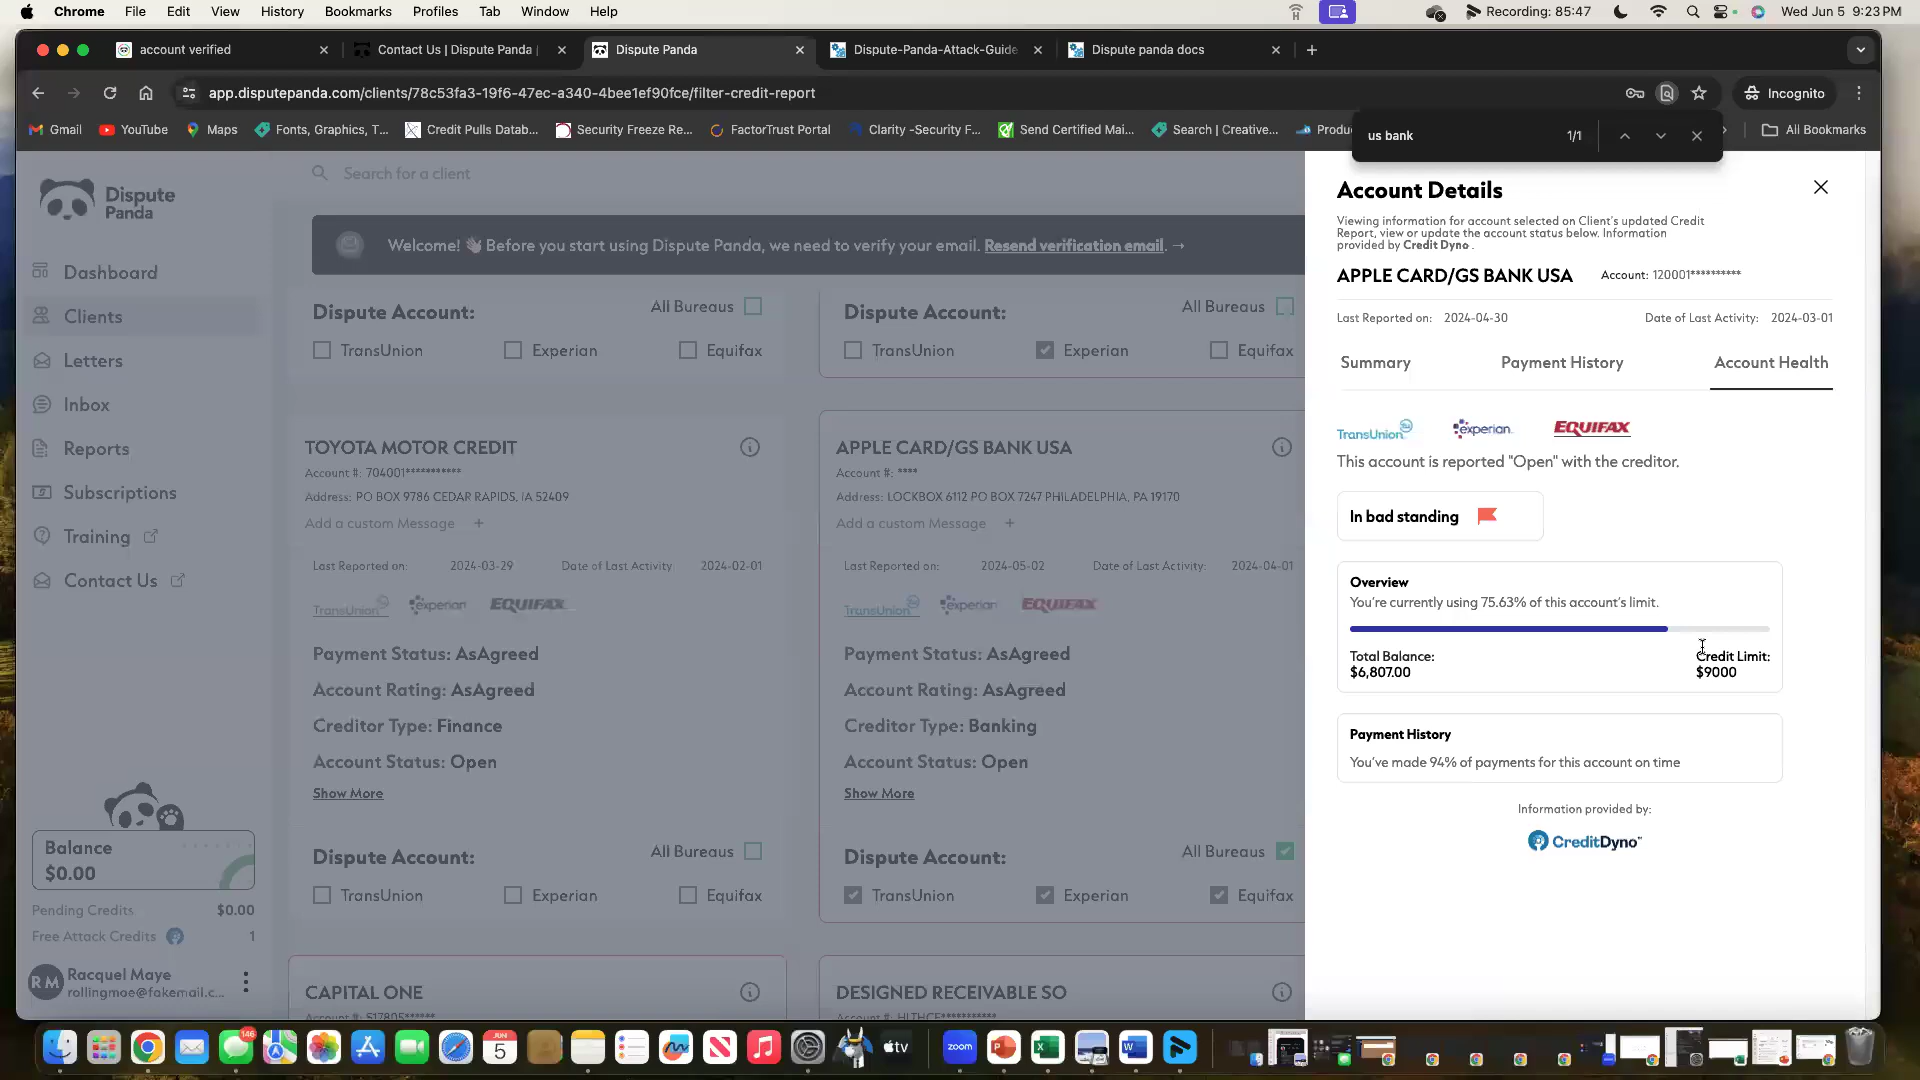 Chrome File Edit View History Bookmarks Profiles Tab Window Help
Recording: 85:47 Wed Jun 5 9:23 PM
account verified
Contact Us | Dispute Panda |
Dispute Panda
Dispute-Panda-Attack-Guide
Dispute panda docs
app.disputepanda.com/clients/78c53fa3-19f6-47ec-a340-4bee1ef90fce/filter-credit-report
Incognito
Gmail YouTube Maps Fonts, Graphics, T... Credit Pulls Datab... Security Freeze Re... FactorTrust Portal Clarity -Security F... Send Certified Mai... Search | Creative... All Bookmarks
us bank 1/1
Dispute
Panda
Dashboard
Clients
Letters
Inbox
Reports
Subscriptions
Training
Contact Us
Balance
$0.00
Pending Credits $0.00
Free Attack Credits 1
RM
Racquel Maye
rollingmoe@fakemail.c...
Search for a client
Welcome! 👋 Before you start using Dispute Panda, we need to verify your email. Resend verification email. →
Dispute Account: All Bureaus
TransUnion Experian Equifax
Dispute Account: All Bureaus
TransUnion Experian Equifax
TOYOTA MOTOR CREDIT
Account #: 704001***********
Address: PO BOX 9786 CEDAR RAPIDS, IA 52409
Add a custom Message +
Last Reported on: 2024-03-29 Date of Last Activity 2024-02-01
TransUnion experian EQUIFAX
Payment Status: AsAgreed
Account Rating: AsAgreed
Creditor Type: Finance
Account Status: Open
Show More
Dispute Account: All Bureaus
TransUnion Experian Equifax
APPLE CARD/GS BANK USA
Account #: ****
Address: LOCKBOX 6112 PO BOX 7247 PHILADELPHIA, PA 19170
Add a custom Message +
Last Reported on: 2024-05-02 Date of Last Activity: 2024-04-01
TransUnion experian EQUIFAX
Payment Status: AsAgreed
Account Rating: AsAgreed
Creditor Type: Banking
Account Status: Open
Show More
Dispute Account: All Bureaus
TransUnion Experian Equifax
CAPITAL ONE
Account #: 517805******
DESIGNED RECEIVABLE SO
Account #: HLTHCE***********
Account Details
Viewing information for account selected on Client's updated Credit
Report, view or update the account status below. Information
provided by Credit Dyno .
APPLE CARD/GS BANK USA Account: 120001**********
Last Reported on: 2024-04-30 Date of Last Activity: 2024-03-01
Summary Payment History Account Health
TransUnion experian EQUIFAX
This account is reported "Open" with the creditor.
In bad standing
Overview
You're currently using 75.63% of this account's limit.
Total Balance:
$6,807.00
Credit Limit:
$9000
Payment History
You've made 94% of payments for this account on time
Information provided by:
CreditDyno
146
JUN
5
tv
zoom